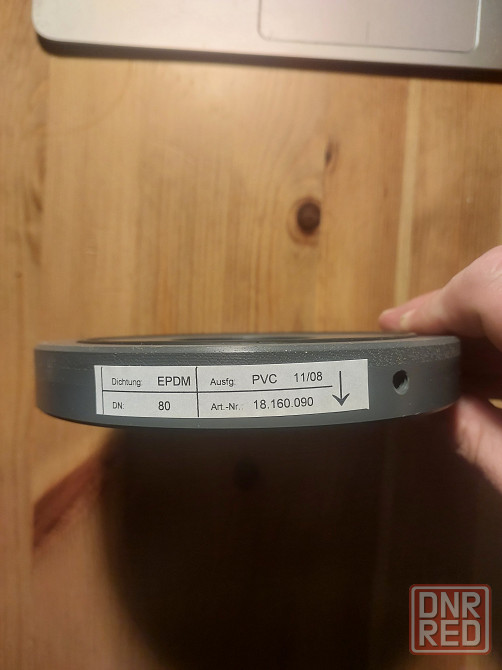 Dichtung: EPDM Ausfg: PVC 11/08
DN: 80 Art.-Nr.: 18.160.090
DNR
RED